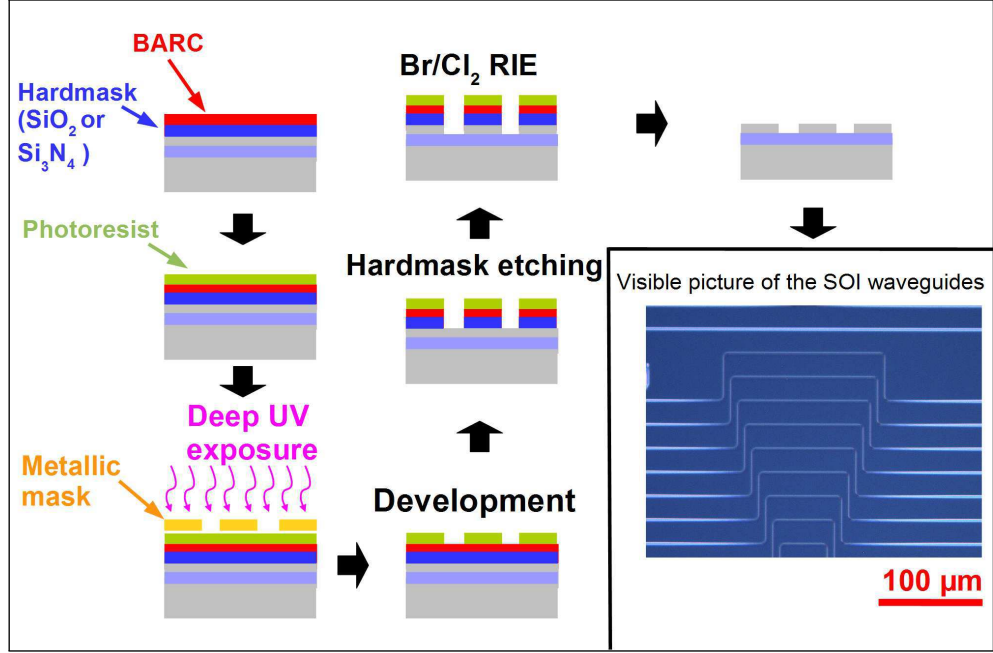 BARC
Hardmask
(SiO2 or
Si3N4 )
Photoresist
Deep UV
exposure
Metallic
mask
Development
Hardmask etching
Br/Cl2 RIE
Visible picture of the SOI waveguides
100 µm